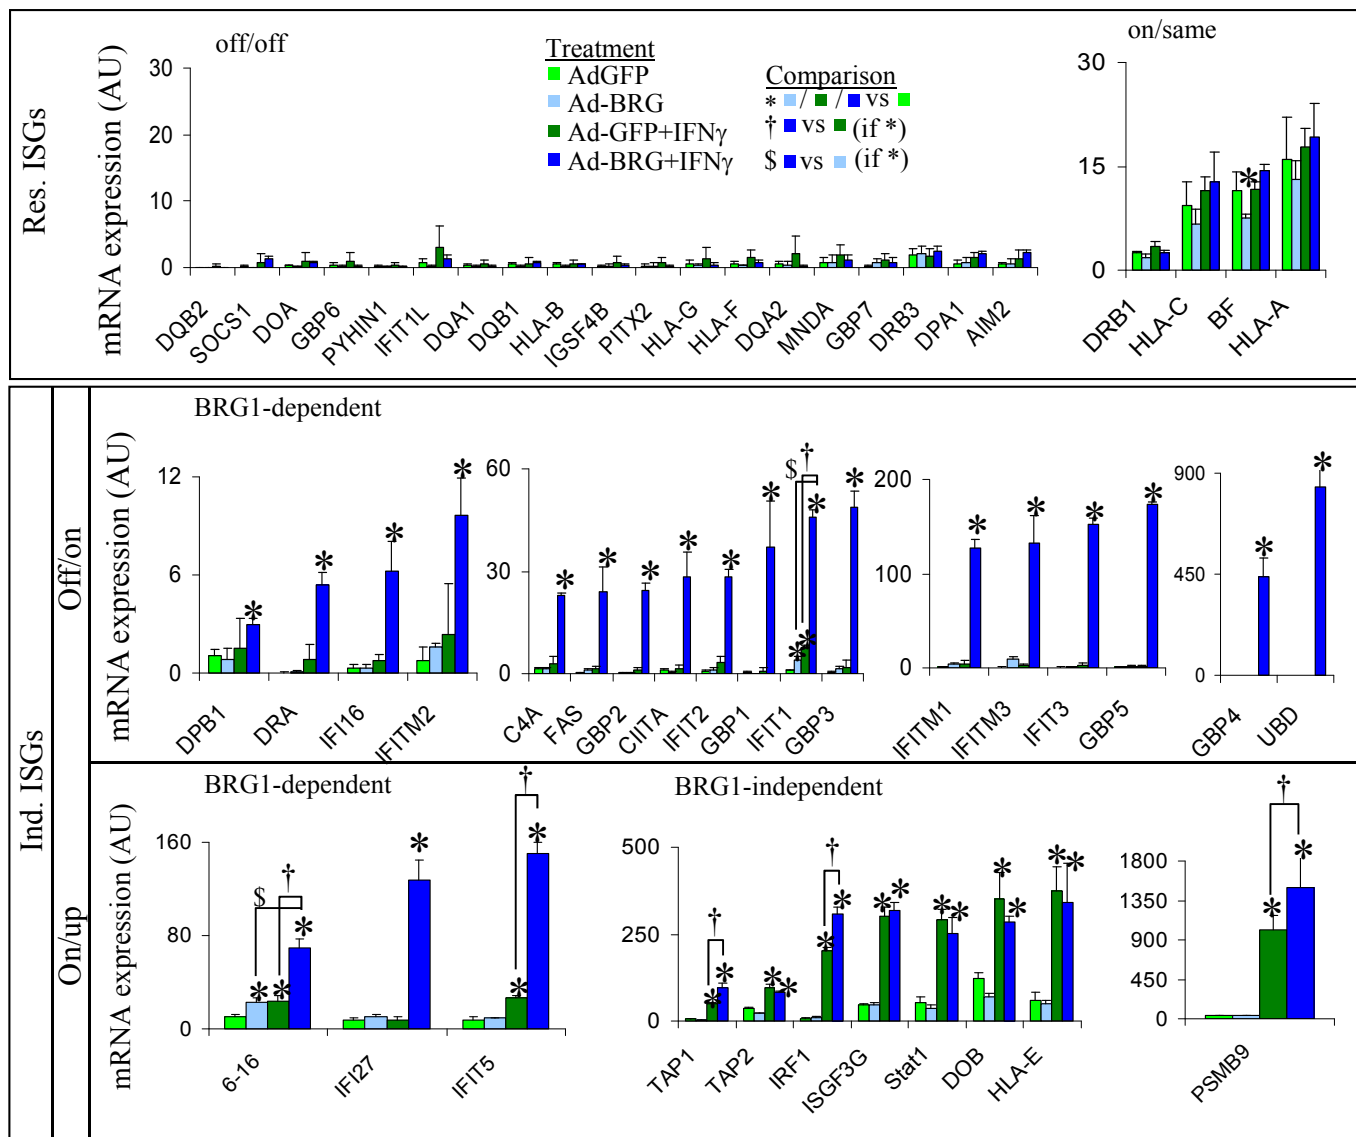 Res. ISGs
mRNA expression (AU)
off/off
30
20
10
0
DQB2
SOCS1
DOA
GBP6
PYHIN1
IFIT1L
DQA1
DQB1
HLA-B
IGSF4B
PITX2
HLA-G
HLA-F
DQA2
MNDA
GBP7
DRB3
DPA1
AIM2
Treatment
AdGFP
Ad-BRG
Ad-GFP+IFNγ
Ad-BRG+IFNγ
Comparison
* / / vs
† vs (if *)
$ vs (if *)
on/same
30
15
0
*
DRB1
HLA-C
BF
HLA-A
Ind. ISGs
Off/on
mRNA expression (AU)
BRG1-dependent
12
6
0
* * * *
DPB1
DRA
IFI16
IFITM2
60
30
0
* * * * * * * * * *
$ †
C4A
FAS
GBP2
CIITA
IFIT2
GBP1
IFIT1
GBP3
200
100
0
* * * *
IFITM1
IFITM3
IFIT3
GBP5
900
450
0
* *
GBP4
UBD
On/up
mRNA expression (AU)
BRG1-dependent
160
80
0
$ † †
* * * * * *
6-16
IFI27
IFIT5
BRG1-independent
500
250
0
† †
* * * * * * * * * * * * * *
TAP1
TAP2
IRF1
ISGF3G
Stat1
DOB
HLA-E
1800
1350
900
450
0
†
* *
PSMB9